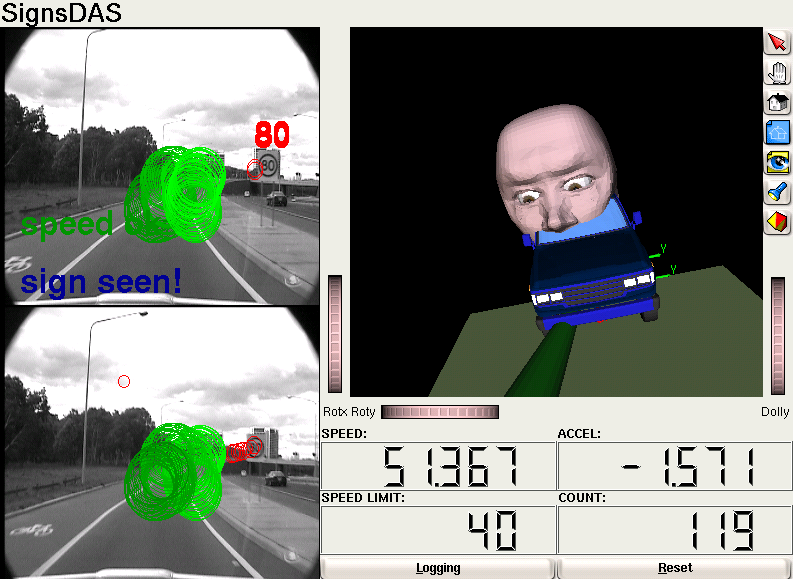 SignsDAS
80
80
speed
sign seen!
Y
Y
Rotx Roty
Dolly
SPEED:
51.367
ACCEL:
-1.571
SPEED LIMIT:
40
COUNT:
119
Logging
Reset